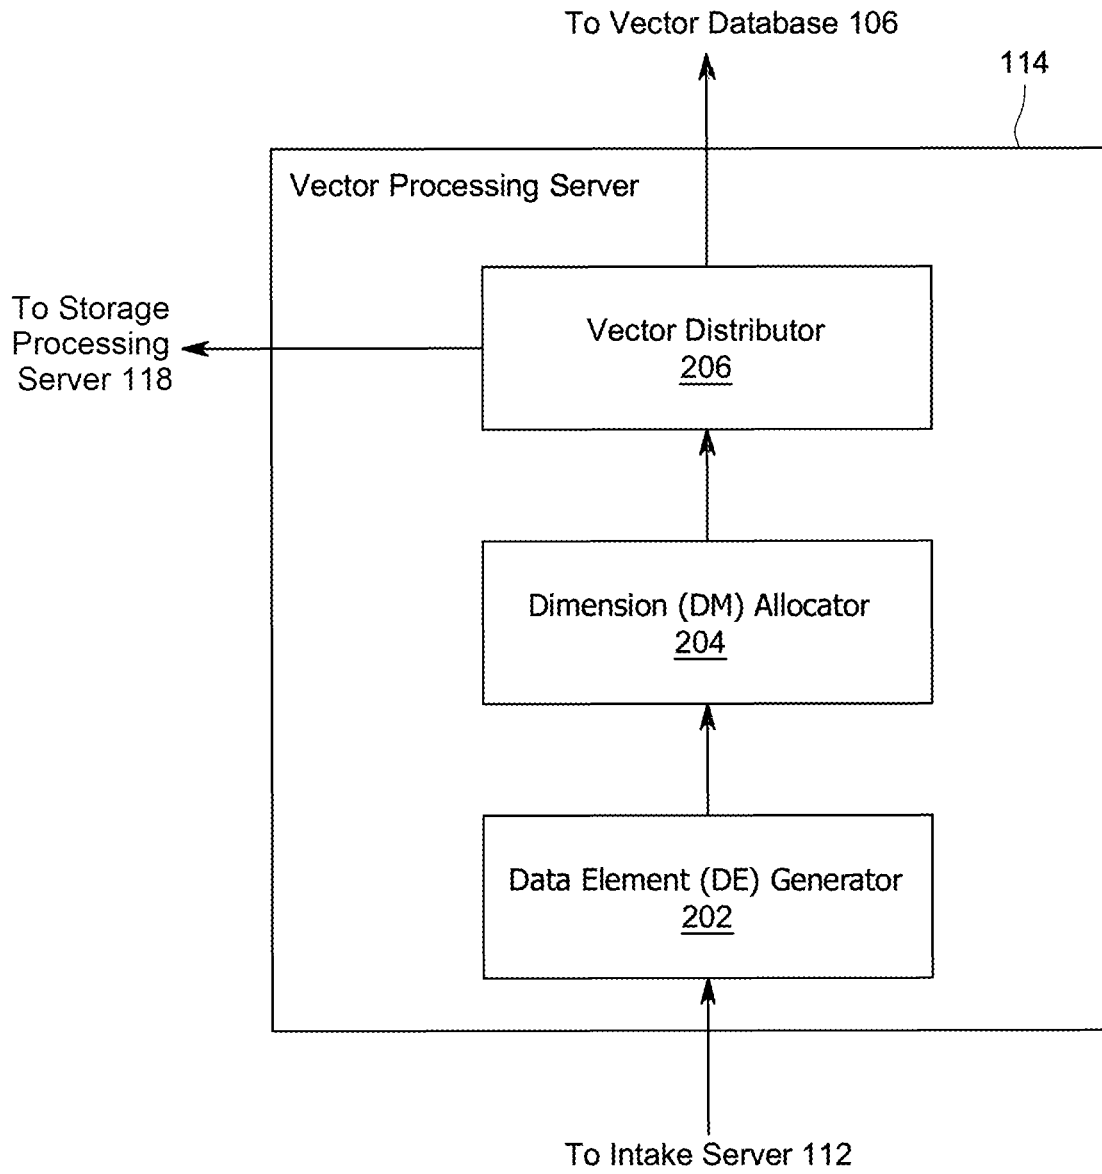 To Vector Database 106
114
Vector Processing Server
To Storage
Processing
Server 118
Vector Distributor
206
Dimension (DM) Allocator
204
Data Element (DE) Generator
202
To Intake Server 112